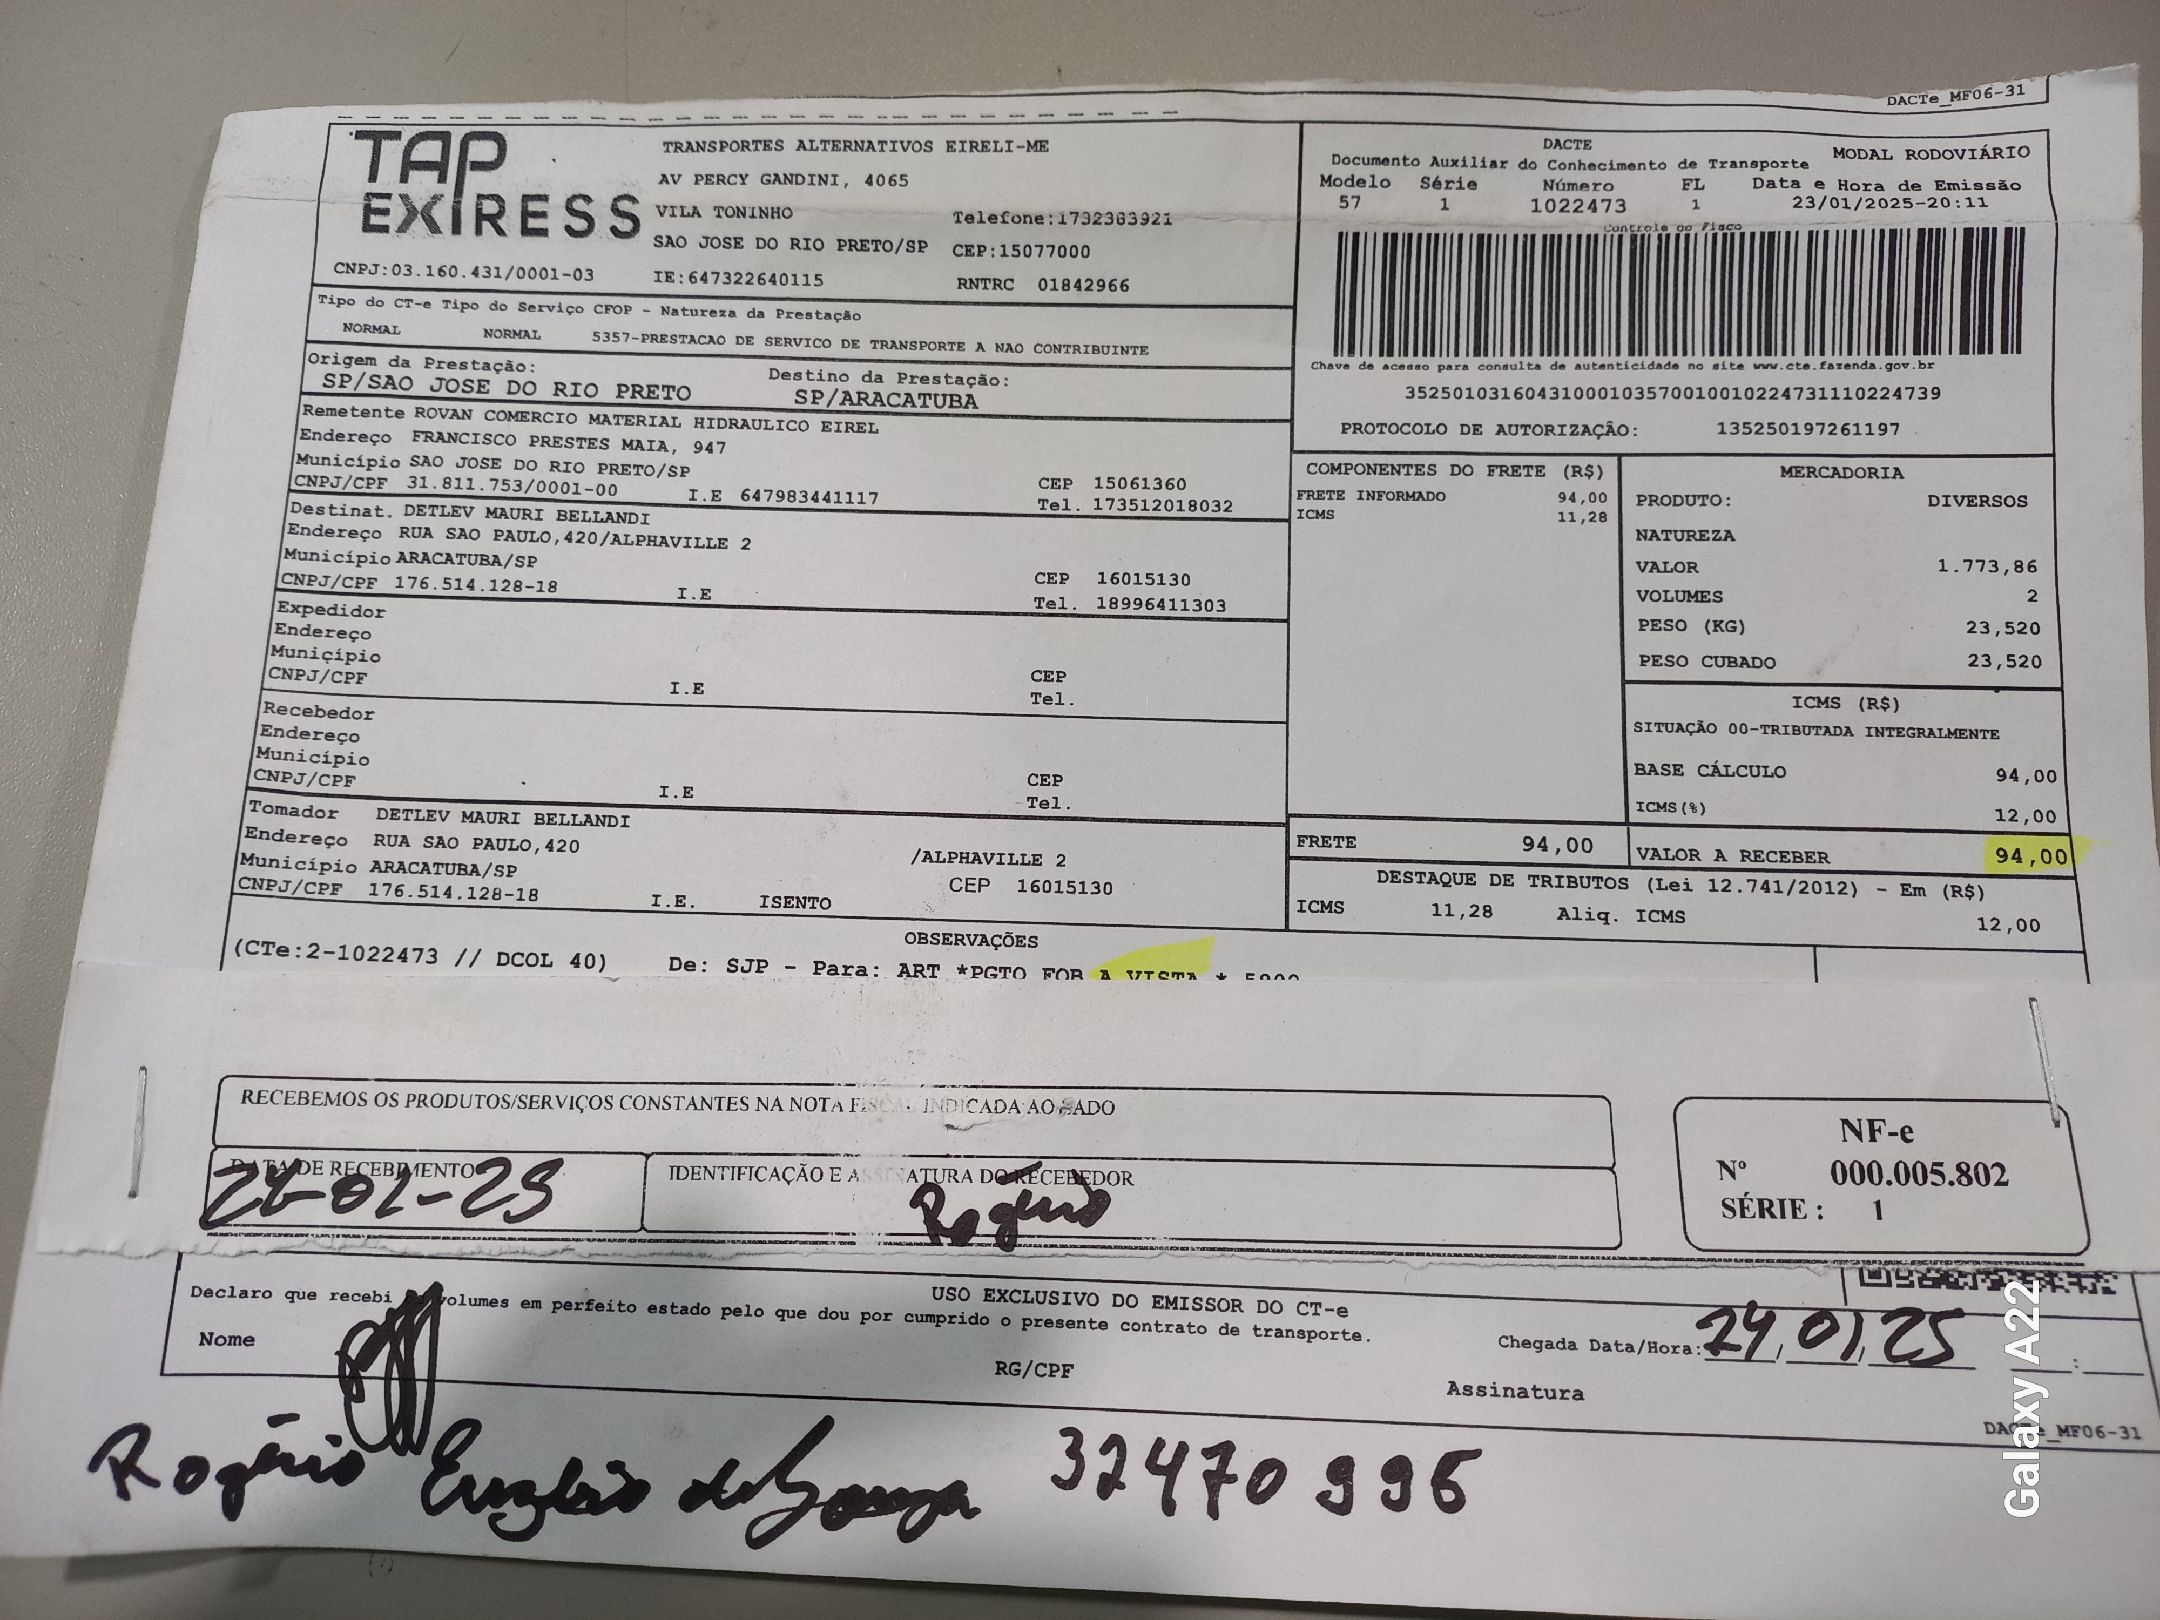 DACTe_MF06-31
TAP
EXPRESS
TRANSPORTES ALTERNATIVOS EIRELI-ME
AV PERCY GANDINI, 4065
VILA TONINHO Telefone:1732363921
SAO JOSE DO RIO PRETO/SP CEP:15077000
CNPJ:03.160.431/0001-03 IE:647322640115 RNTRC 01842966
DACTE MODAL RODOVIÁRIO
Documento Auxiliar do Conhecimento de Transporte
Modelo Série Número FL Data e Hora de Emissão
57 1 1022473 1 23/01/2025-20:11
Controle do Fisco
Chave de acesso para consulta de autenticidade no site www.cte.fazenda.gov.br
35250103160431000103570010010224731110224739
PROTOCOLO DE AUTORIZAÇÂO: 135250197261197
Tipo do CT-e Tipo do Serviço CFOP - Natureza da Prestação
NORMAL NORMAL 5357-PRESTACAO DE SERVICO DE TRANSPORTE A NAO CONTRIBUINTE
Origem da Prestação: Destino da Prestação:
SP/SAO JOSE DO RIO PRETO SP/ARACATUBA
Remetente ROVAN COMERCIO MATERIAL HIDRAULICO EIREL
Endereço FRANCISCO PRESTES MAIA, 947
Município SAO JOSE DO RIO PRETO/SP CEP 15061360
CNPJ/CPF 31.811.753/0001-00 I.E 647983441117 Tel. 173512018032
Destinat. DETLEV MAURI BELLANDI
Endereço RUA SAO PAULO,420/ALPHAVILLE 2
Município ARACATUBA/SP CEP 16015130
CNPJ/CPF 176.514.128-18 I.E Tel. 18996411303
Expedidor
Endereço
Município CEP
CNPJ/CPF I.E Tel.
Recebedor
Endereço
Município CEP
CNPJ/CPF I.E Tel.
Tomador DETLEV MAURI BELLANDI
Endereço RUA SAO PAULO,420 /ALPHAVILLE 2
Município ARACATUBA/SP CEP 16015130
CNPJ/CPF 176.514.128-18 I.E. ISENTO
COMPONENTES DO FRETE (R$)
FRETE INFORMADO 94,00
ICMS 11,28
MERCADORIA
PRODUTO: DIVERSOS
NATUREZA
VALOR 1.773,86
VOLUMES 2
PESO (KG) 23,520
PESO CUBADO 23,520
ICMS (R$)
SITUAÇÃO 00-TRIBUTADA INTEGRALMENTE
BASE CÁLCULO 94,00
ICMS(%) 12,00
FRETE 94,00 VALOR A RECEBER 94,00
DESTAQUE DE TRIBUTOS (Lei 12.741/2012) - Em (R$)
ICMS 11,28 Aliq. ICMS 12,00
OBSERVAÇÕES
(CTe:2-1022473 // DCOL 40) De: SJP - Para: ART *PGTO FOB A VISTA *
RECEBEMOS OS PRODUTOS/SERVIÇOS CONSTANTES NA NOTA INDICADA AO LADO
DATA DE RECEBIMENTO IDENTIFICAÇÃO E ASSINATURA DO RECEBEDOR
24-01-25 Rogério
NF-e
Nº 000.005.802
SÉRIE : 1
USO EXCLUSIVO DO EMISSOR DO CT-e
Declaro que recebi volumes em perfeito estado pelo que dou por cumprido o presente contrato de transporte.
Nome RG/CPF Chegada Data/Hora: 24,01,25 :
Assinatura
DACTe_MF06-31
Rogério de Souza 32470996
Galaxy A22